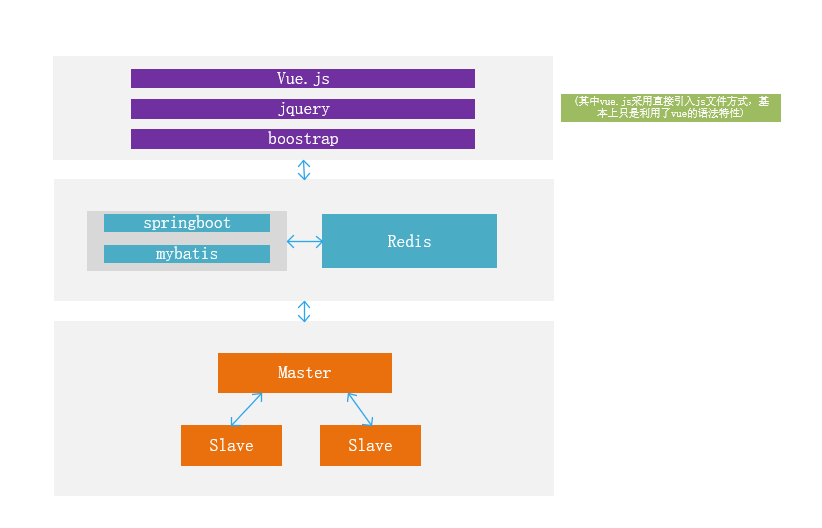 Vue.js
jquery
boostrap
(其中vue.js采用直接引入js文件方式，基
本上只是利用了vue的语法特性)
springboot
mybatis
Redis
Master
Slave
Slave